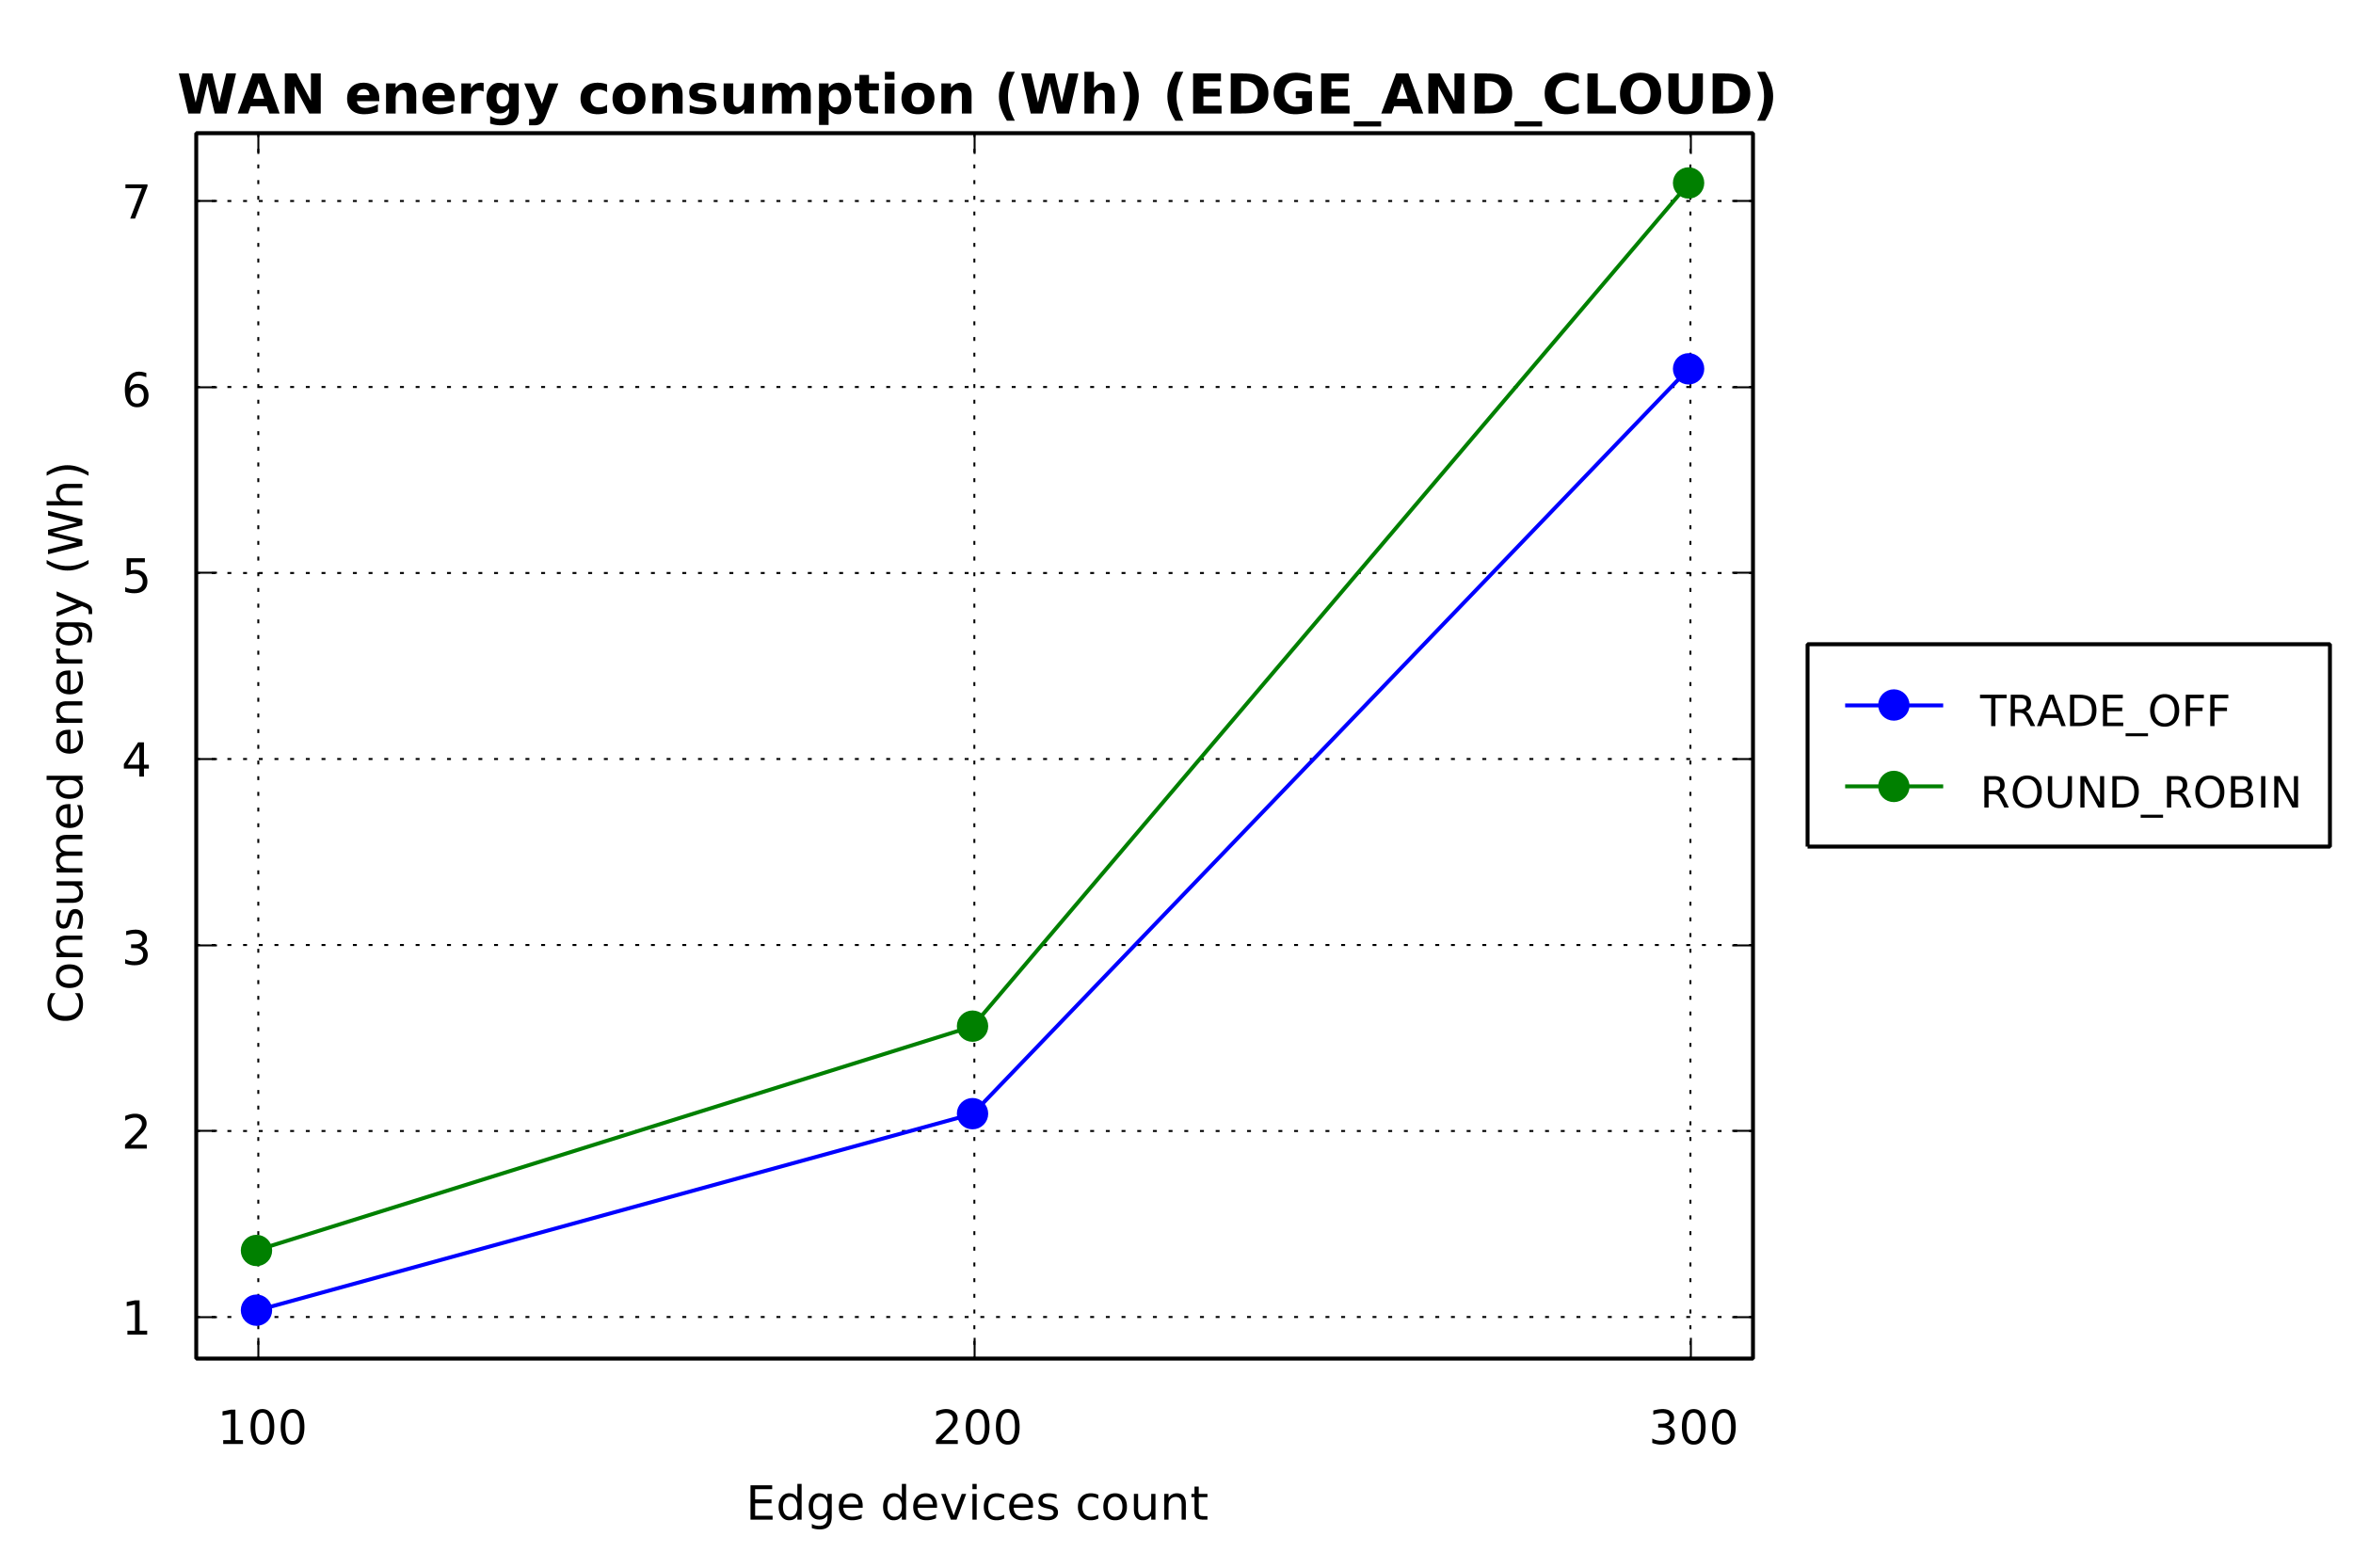 WAN energy consumption (Wh) (EDGE_AND_CLOUD)
Consumed energy (Wh)
7
6
5
4
3
2
1
100
200
300
Edge devices count
TRADE_OFF
ROUND_ROBIN